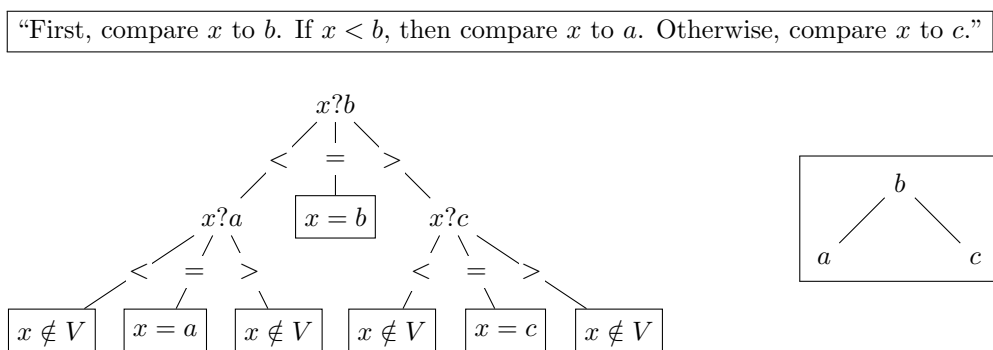 “First, compare x to b. If x < b, then compare x to a. Otherwise, compare x to c.”
x?b
< = >
b
x?a x = b x?c
a c
< = > < = >
x ∉ V x = a x ∉ V x ∉ V x = c x ∉ V